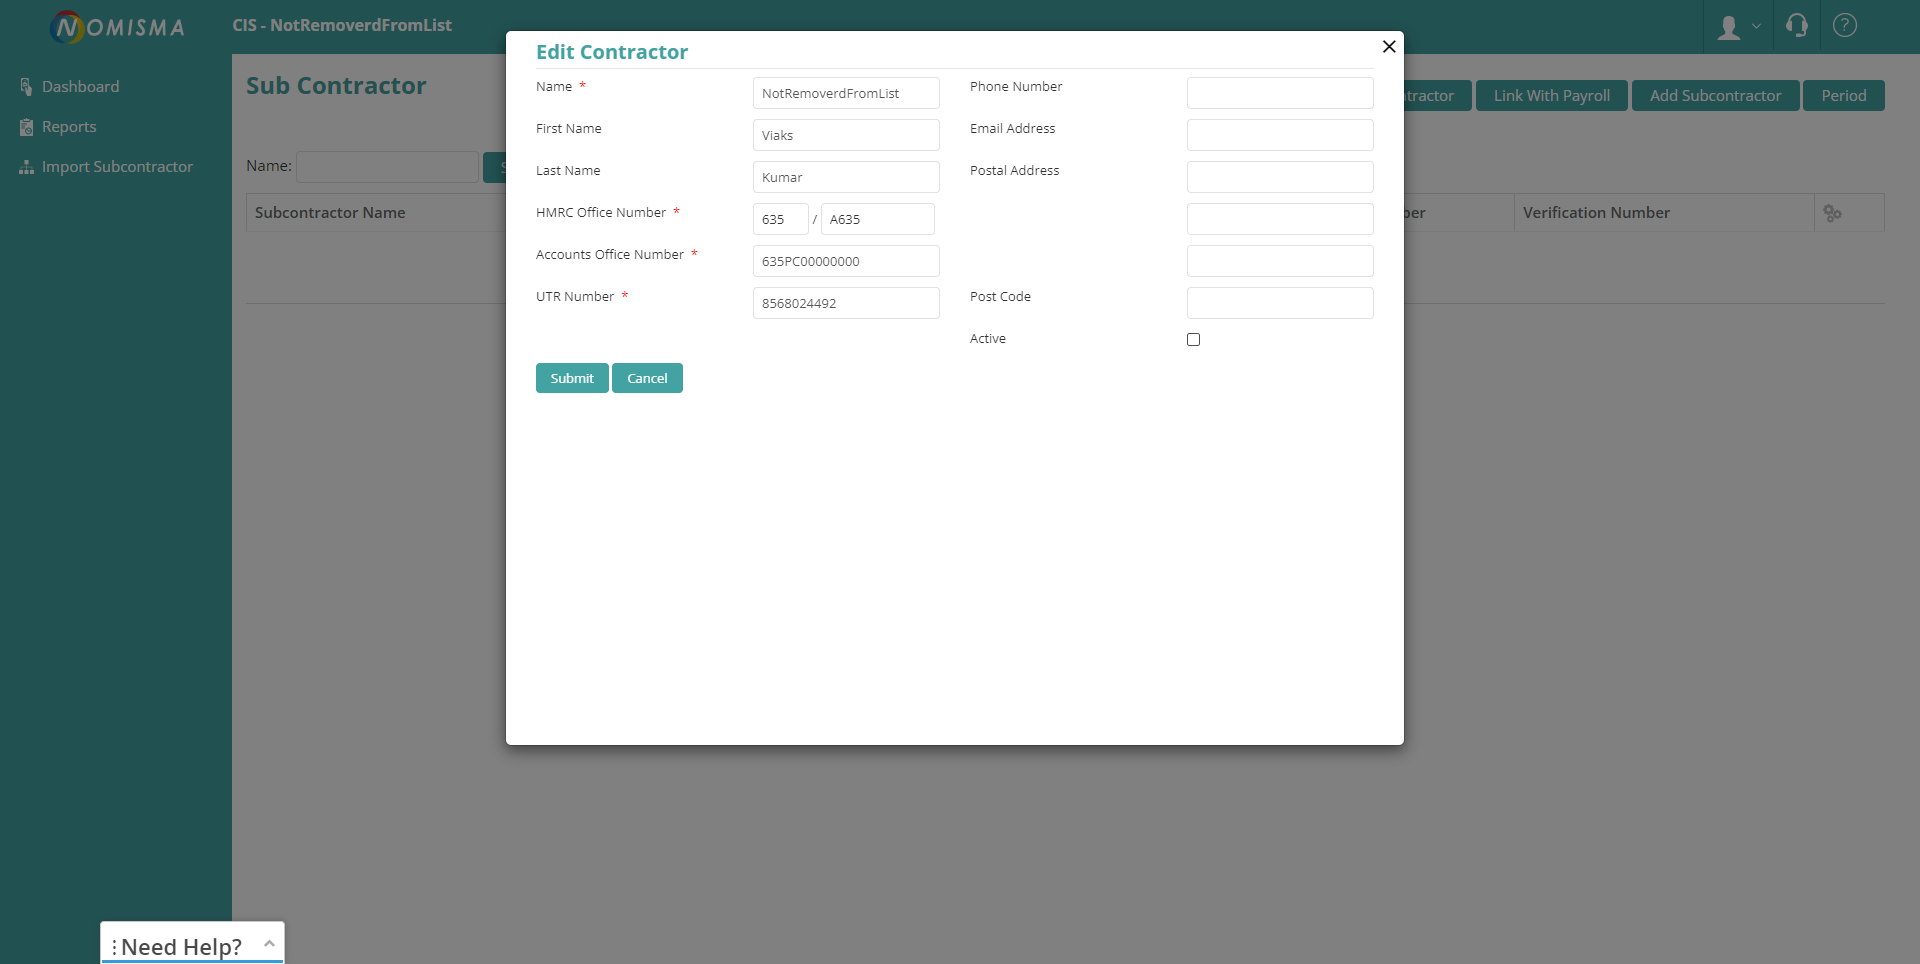 NOMISMA
CIS - NotRemoverdFromList
Dashboard
Reports
Import Subcontractor
Sub Contractor
Link With Payroll
Add Subcontractor
Period
Name:
Subcontractor Name
Verification Number
Edit Contractor
Name * NotRemoverdFromList
First Name Viaks
Last Name Kumar
HMRC Office Number * 635 / A635
Accounts Office Number * 635PC00000000
UTR Number * 8568024492
Phone Number
Email Address
Postal Address
Post Code
Active
Submit Cancel
Need Help?